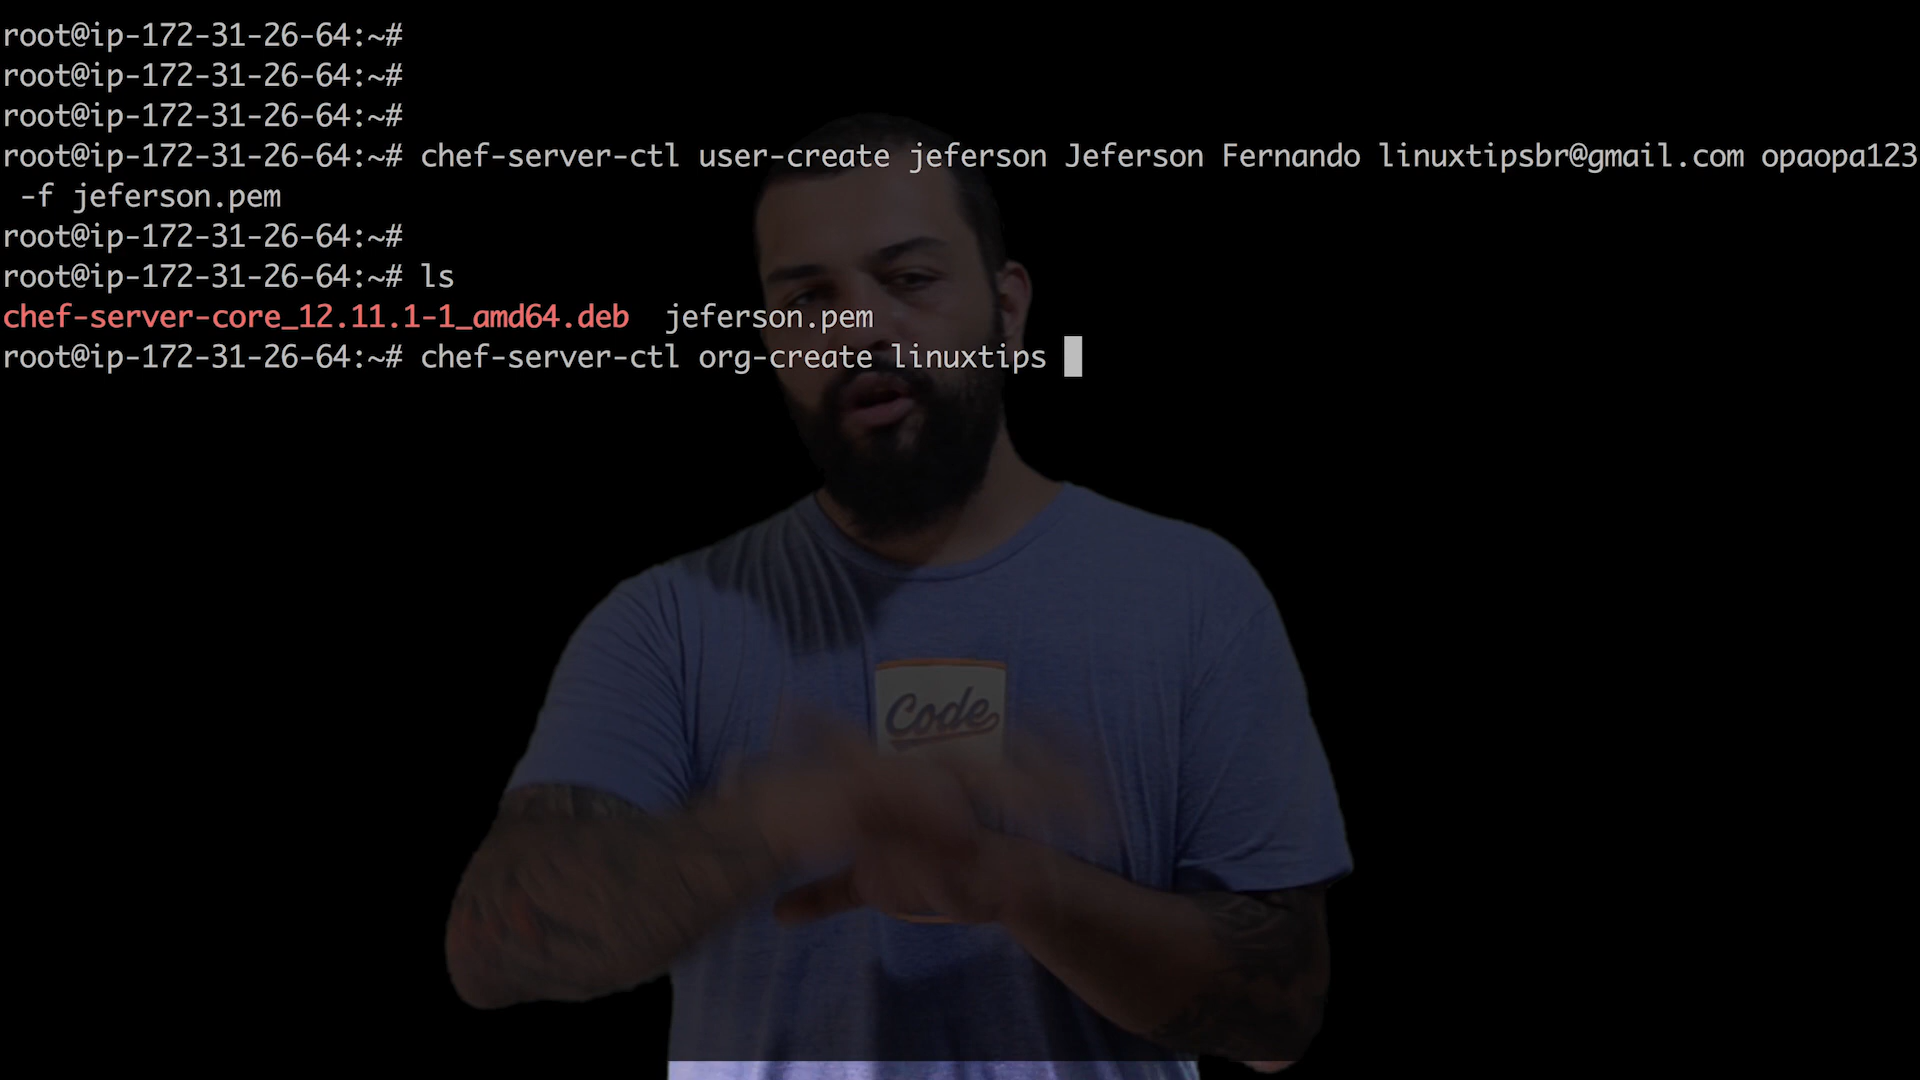 root@ip-172-31-26-64:~#
root@ip-172-31-26-64:~#
root@ip-172-31-26-64:~#
root@ip-172-31-26-64:~# chef-server-ctl user-create jeferson Jeferson Fernando linuxtipsbr@gmail.com opaopa123
 -f jeferson.pem
root@ip-172-31-26-64:~#
root@ip-172-31-26-64:~# ls
chef-server-core_12.11.1-1_amd64.deb  jeferson.pem
root@ip-172-31-26-64:~# chef-server-ctl org-create linuxtips
Code